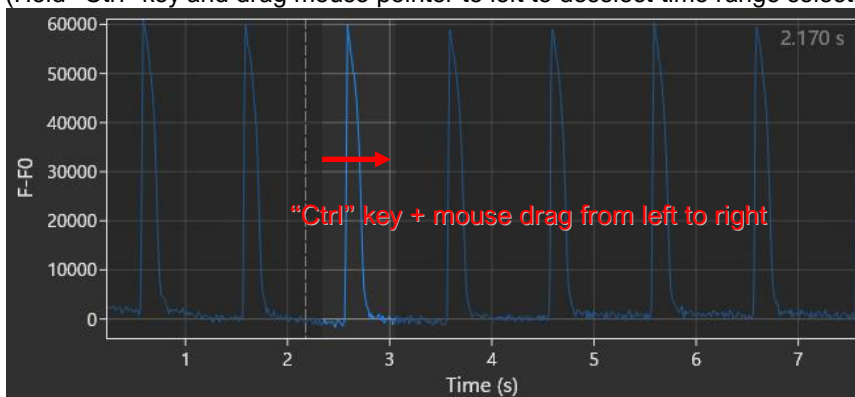 (Hold "Ctrl" key and drag mouse pointer to left to deselect time range select
60000
2.170 s
50000
40000
30000
F-F0
"Ctrl" key + mouse drag from left to right
20000
10000
0
1 2 3 4 5 6 7
Time (s)